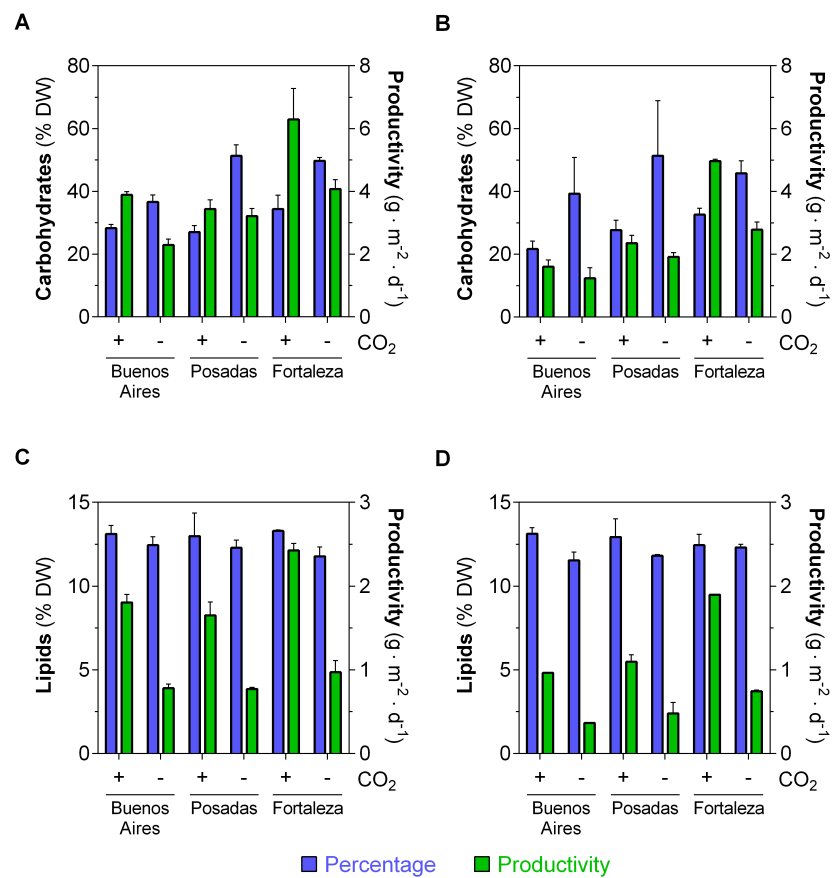 A
B
80
60
40
20
0
Carbohydrates (% DW)
8
6
4
2
0
Productivity (g · m-2 · d-1)
+ - + - + - CO2
Buenos Aires
Posadas
Fortaleza
80
60
40
20
0
Carbohydrates (% DW)
8
6
4
2
0
Productivity (g · m-2 · d-1)
+ - + - + - CO2
Buenos Aires
Posadas
Fortaleza
C
D
15
10
5
0
Lipids (% DW)
3
2
1
0
Productivity (g · m-2 · d-1)
+ - + - + - CO2
Buenos Aires
Posadas
Fortaleza
15
10
5
0
Lipids (% DW)
3
2
1
0
Productivity (g · m-2 · d-1)
+ - + - + - CO2
Buenos Aires
Posadas
Fortaleza
Percentage
Productivity